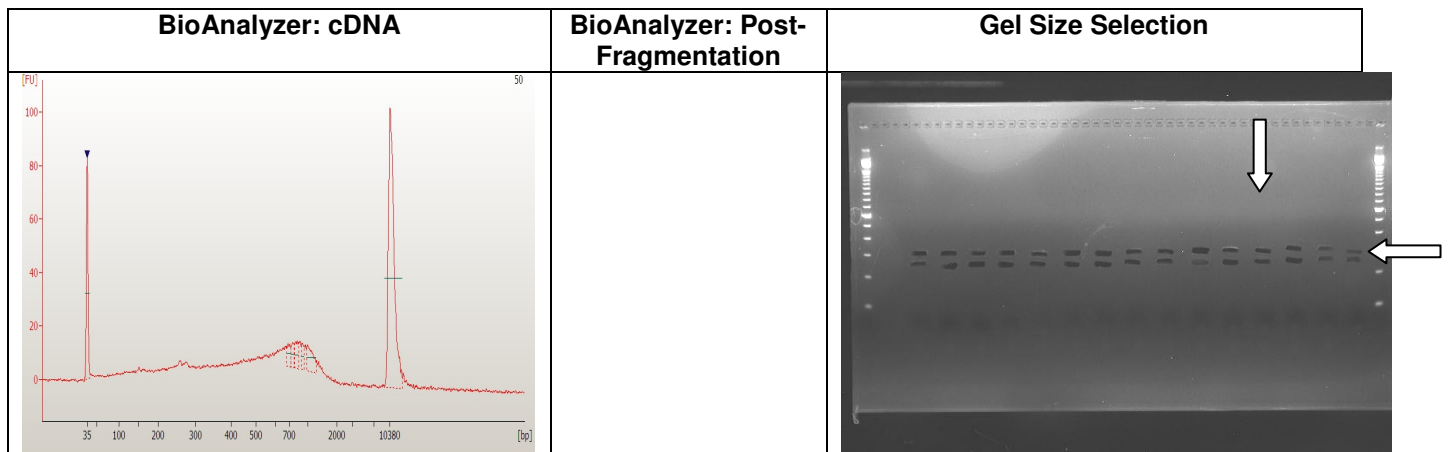 BioAnalyzer: cDNA
BioAnalyzer: Post-
Fragmentation
Gel Size Selection
[FU]
50
100
80
60
40
20
0
35 100 200 300 400 500 700 2000 10380 [bp]